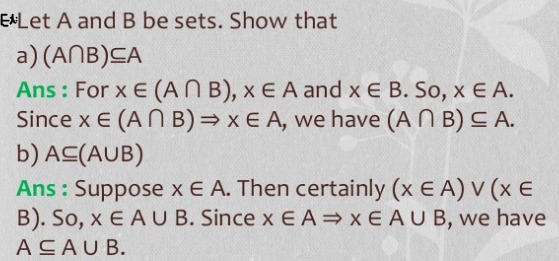 Ex: Let A and B be sets. Show that
a) (A∩B)⊆A
Ans : For x ∈ (A ∩ B), x ∈ A and x ∈ B. So, x ∈ A.
Since x ∈ (A ∩ B) ⇒ x ∈ A, we have (A ∩ B) ⊆ A.
b) A⊆(A∪B)
Ans : Suppose x ∈ A. Then certainly (x ∈ A) ∨ (x ∈
B). So, x ∈ A ∪ B. Since x ∈ A ⇒ x ∈ A ∪ B, we have
A ⊆ A ∪ B.